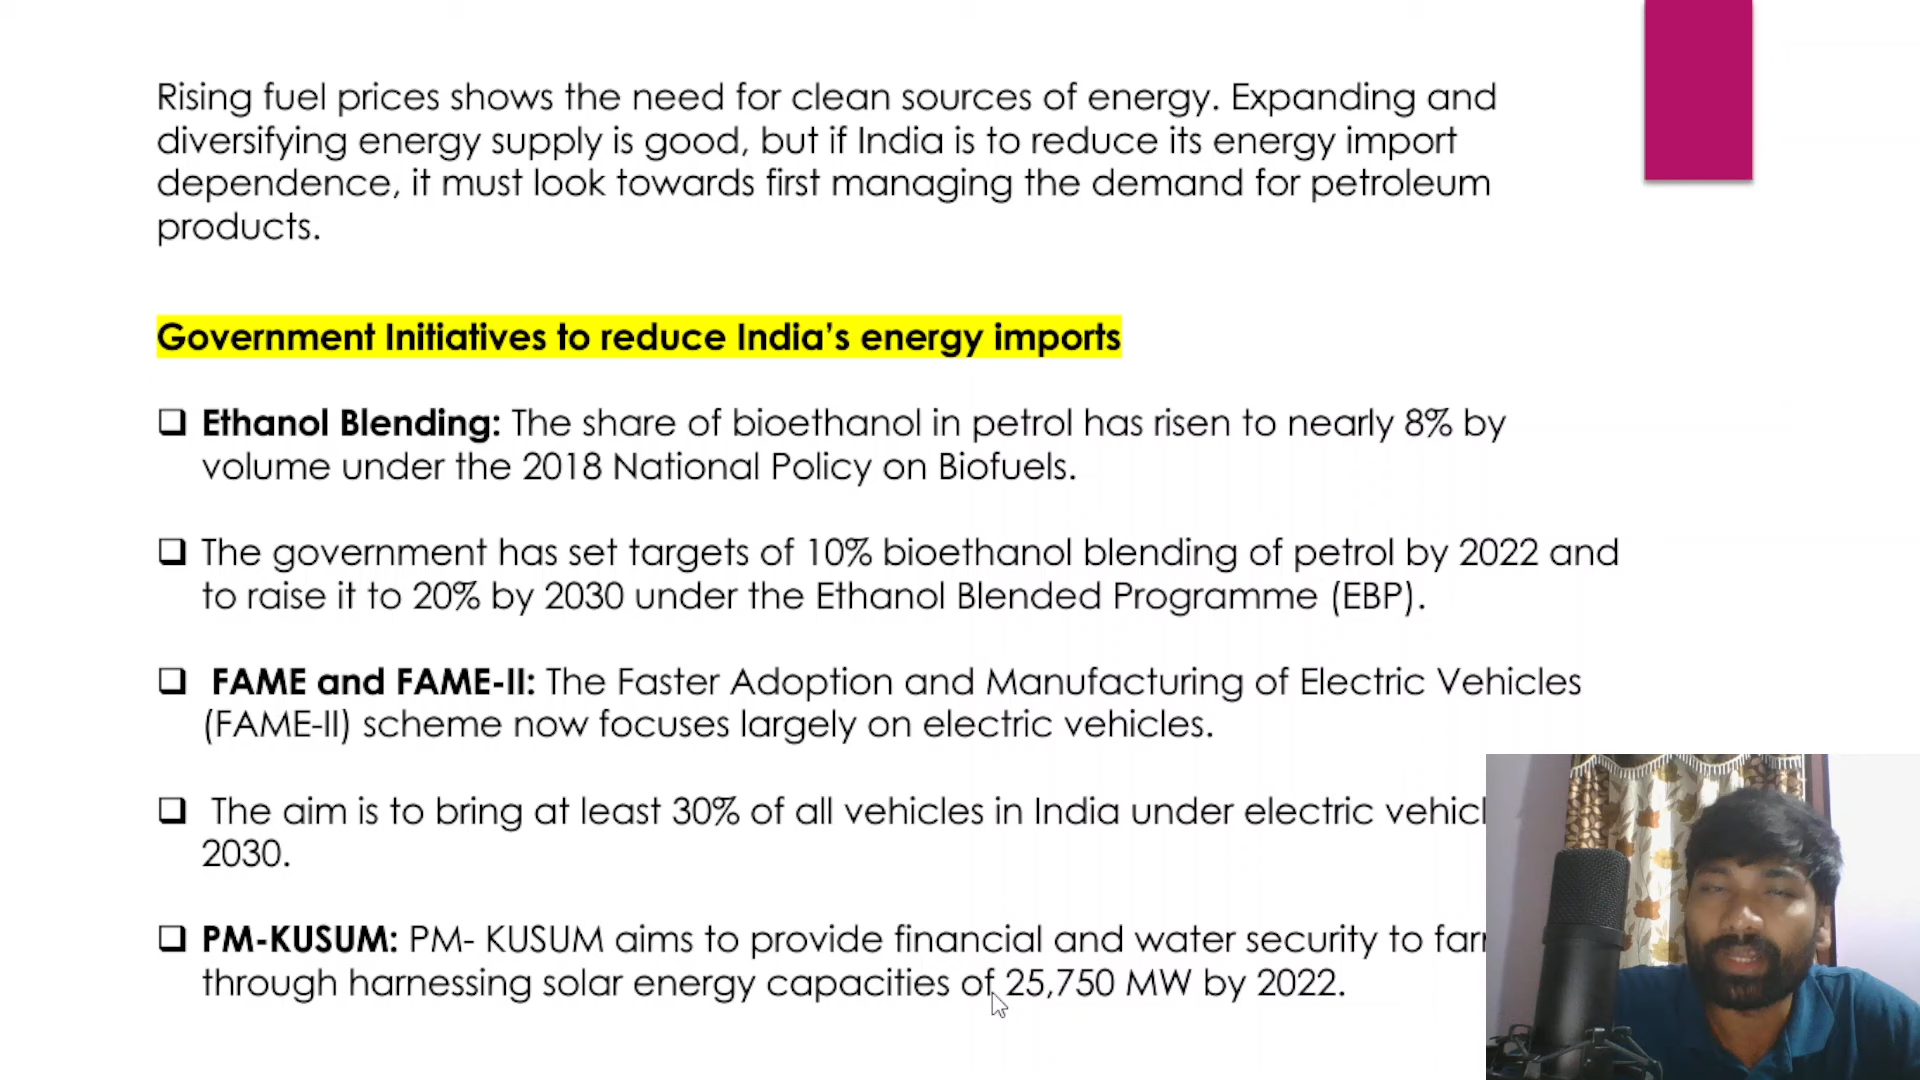 Rising fuel prices shows the need for clean sources of energy. Expanding and
diversifying energy supply is good, but if India is to reduce its energy import
dependence, it must look towards first managing the demand for petroleum
products.
Government Initiatives to reduce India's energy imports
❑ Ethanol Blending: The share of bioethanol in petrol has risen to nearly 8% by
volume under the 2018 National Policy on Biofuels.
❑ The government has set targets of 10% bioethanol blending of petrol by 2022 and
to raise it to 20% by 2030 under the Ethanol Blended Programme (EBP).
❑ FAME and FAME-II: The Faster Adoption and Manufacturing of Electric Vehicles
(FAME-II) scheme now focuses largely on electric vehicles.
❑ The aim is to bring at least 30% of all vehicles in India under electric
2030.
❑ PM-KUSUM: PM- KUSUM aims to provide financial and water security to
through harnessing solar energy capacities of 25,750 MW by 2022.